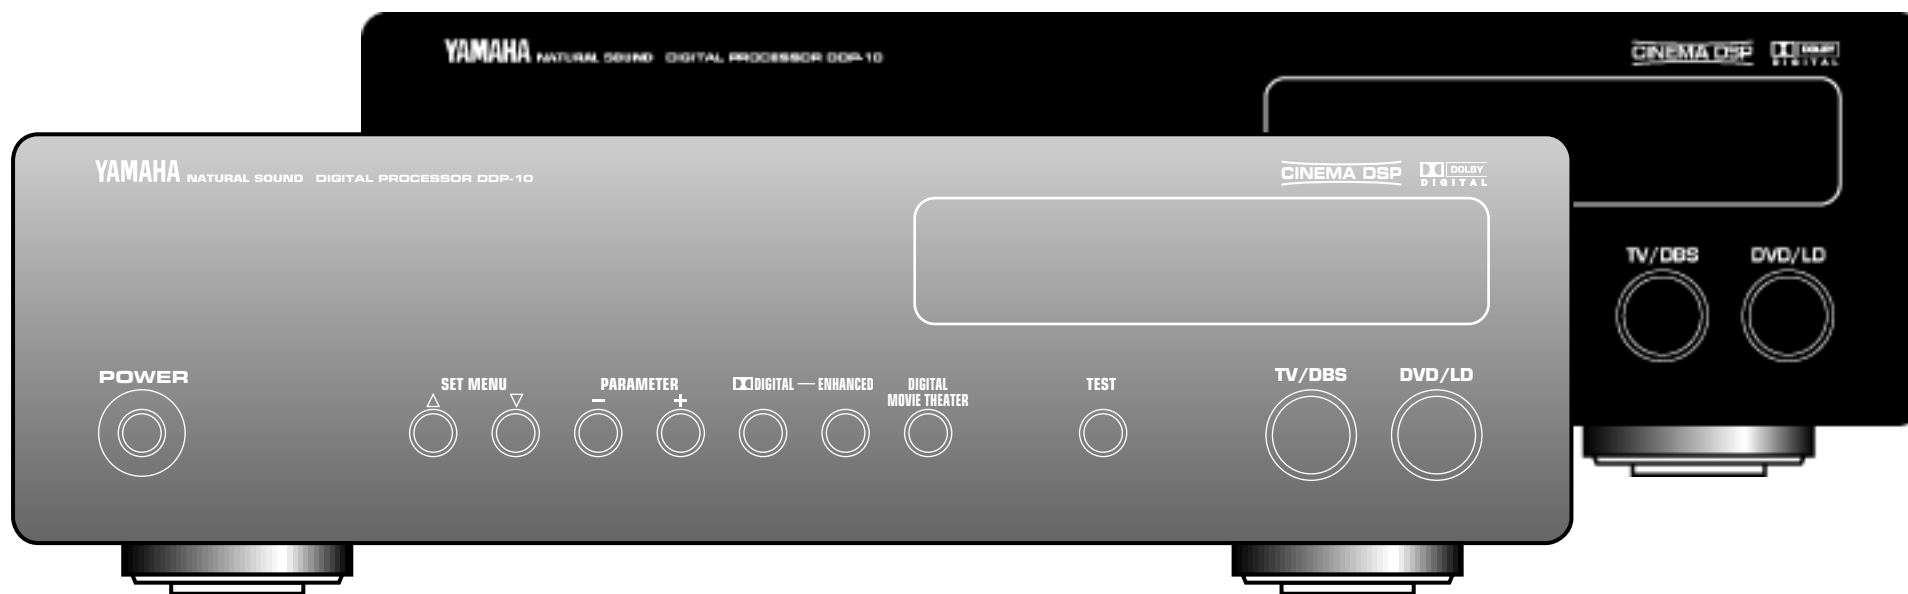 YAMAHA NATURAL SOUND DIGITAL PROCESSOR DDP-10
CINEMA DSP DOLBY
DIGITAL
TV/DBS DVD/LD
YAMAHA NATURAL SOUND DIGITAL PROCESSOR DDP-10
CINEMA DSP DOLBY
DIGITAL
POWER
SET MENU
PARAMETER
− +
DIGITAL — ENHANCED
DIGITAL
MOVIE THEATER
TEST
TV/DBS DVD/LD